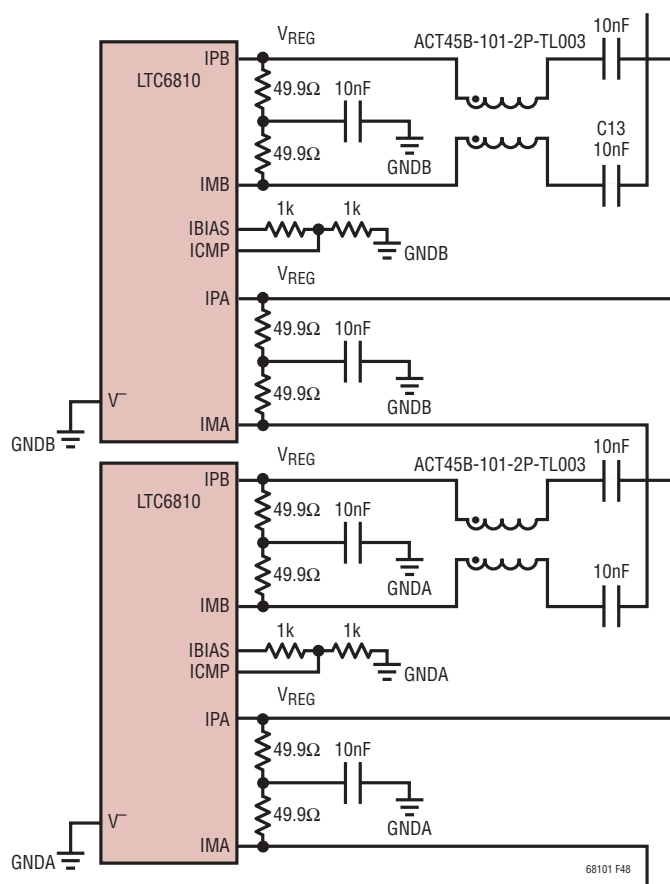 VREG
ACT45B-101-2P-TL003
10nF
IPB
LTC6810
49.9Ω
10nF
49.9Ω
GNDB
C13
10nF
IMB
IBIAS
1k
1k
ICMP
GNDB
VREG
IPA
49.9Ω
10nF
49.9Ω
GNDB
V–
GNDB
IMA
VREG
ACT45B-101-2P-TL003
10nF
IPB
LTC6810
49.9Ω
10nF
49.9Ω
GNDA
10nF
IMB
IBIAS
1k
1k
ICMP
GNDA
VREG
IPA
49.9Ω
10nF
49.9Ω
GNDA
V–
GNDA
IMA
68101 F48